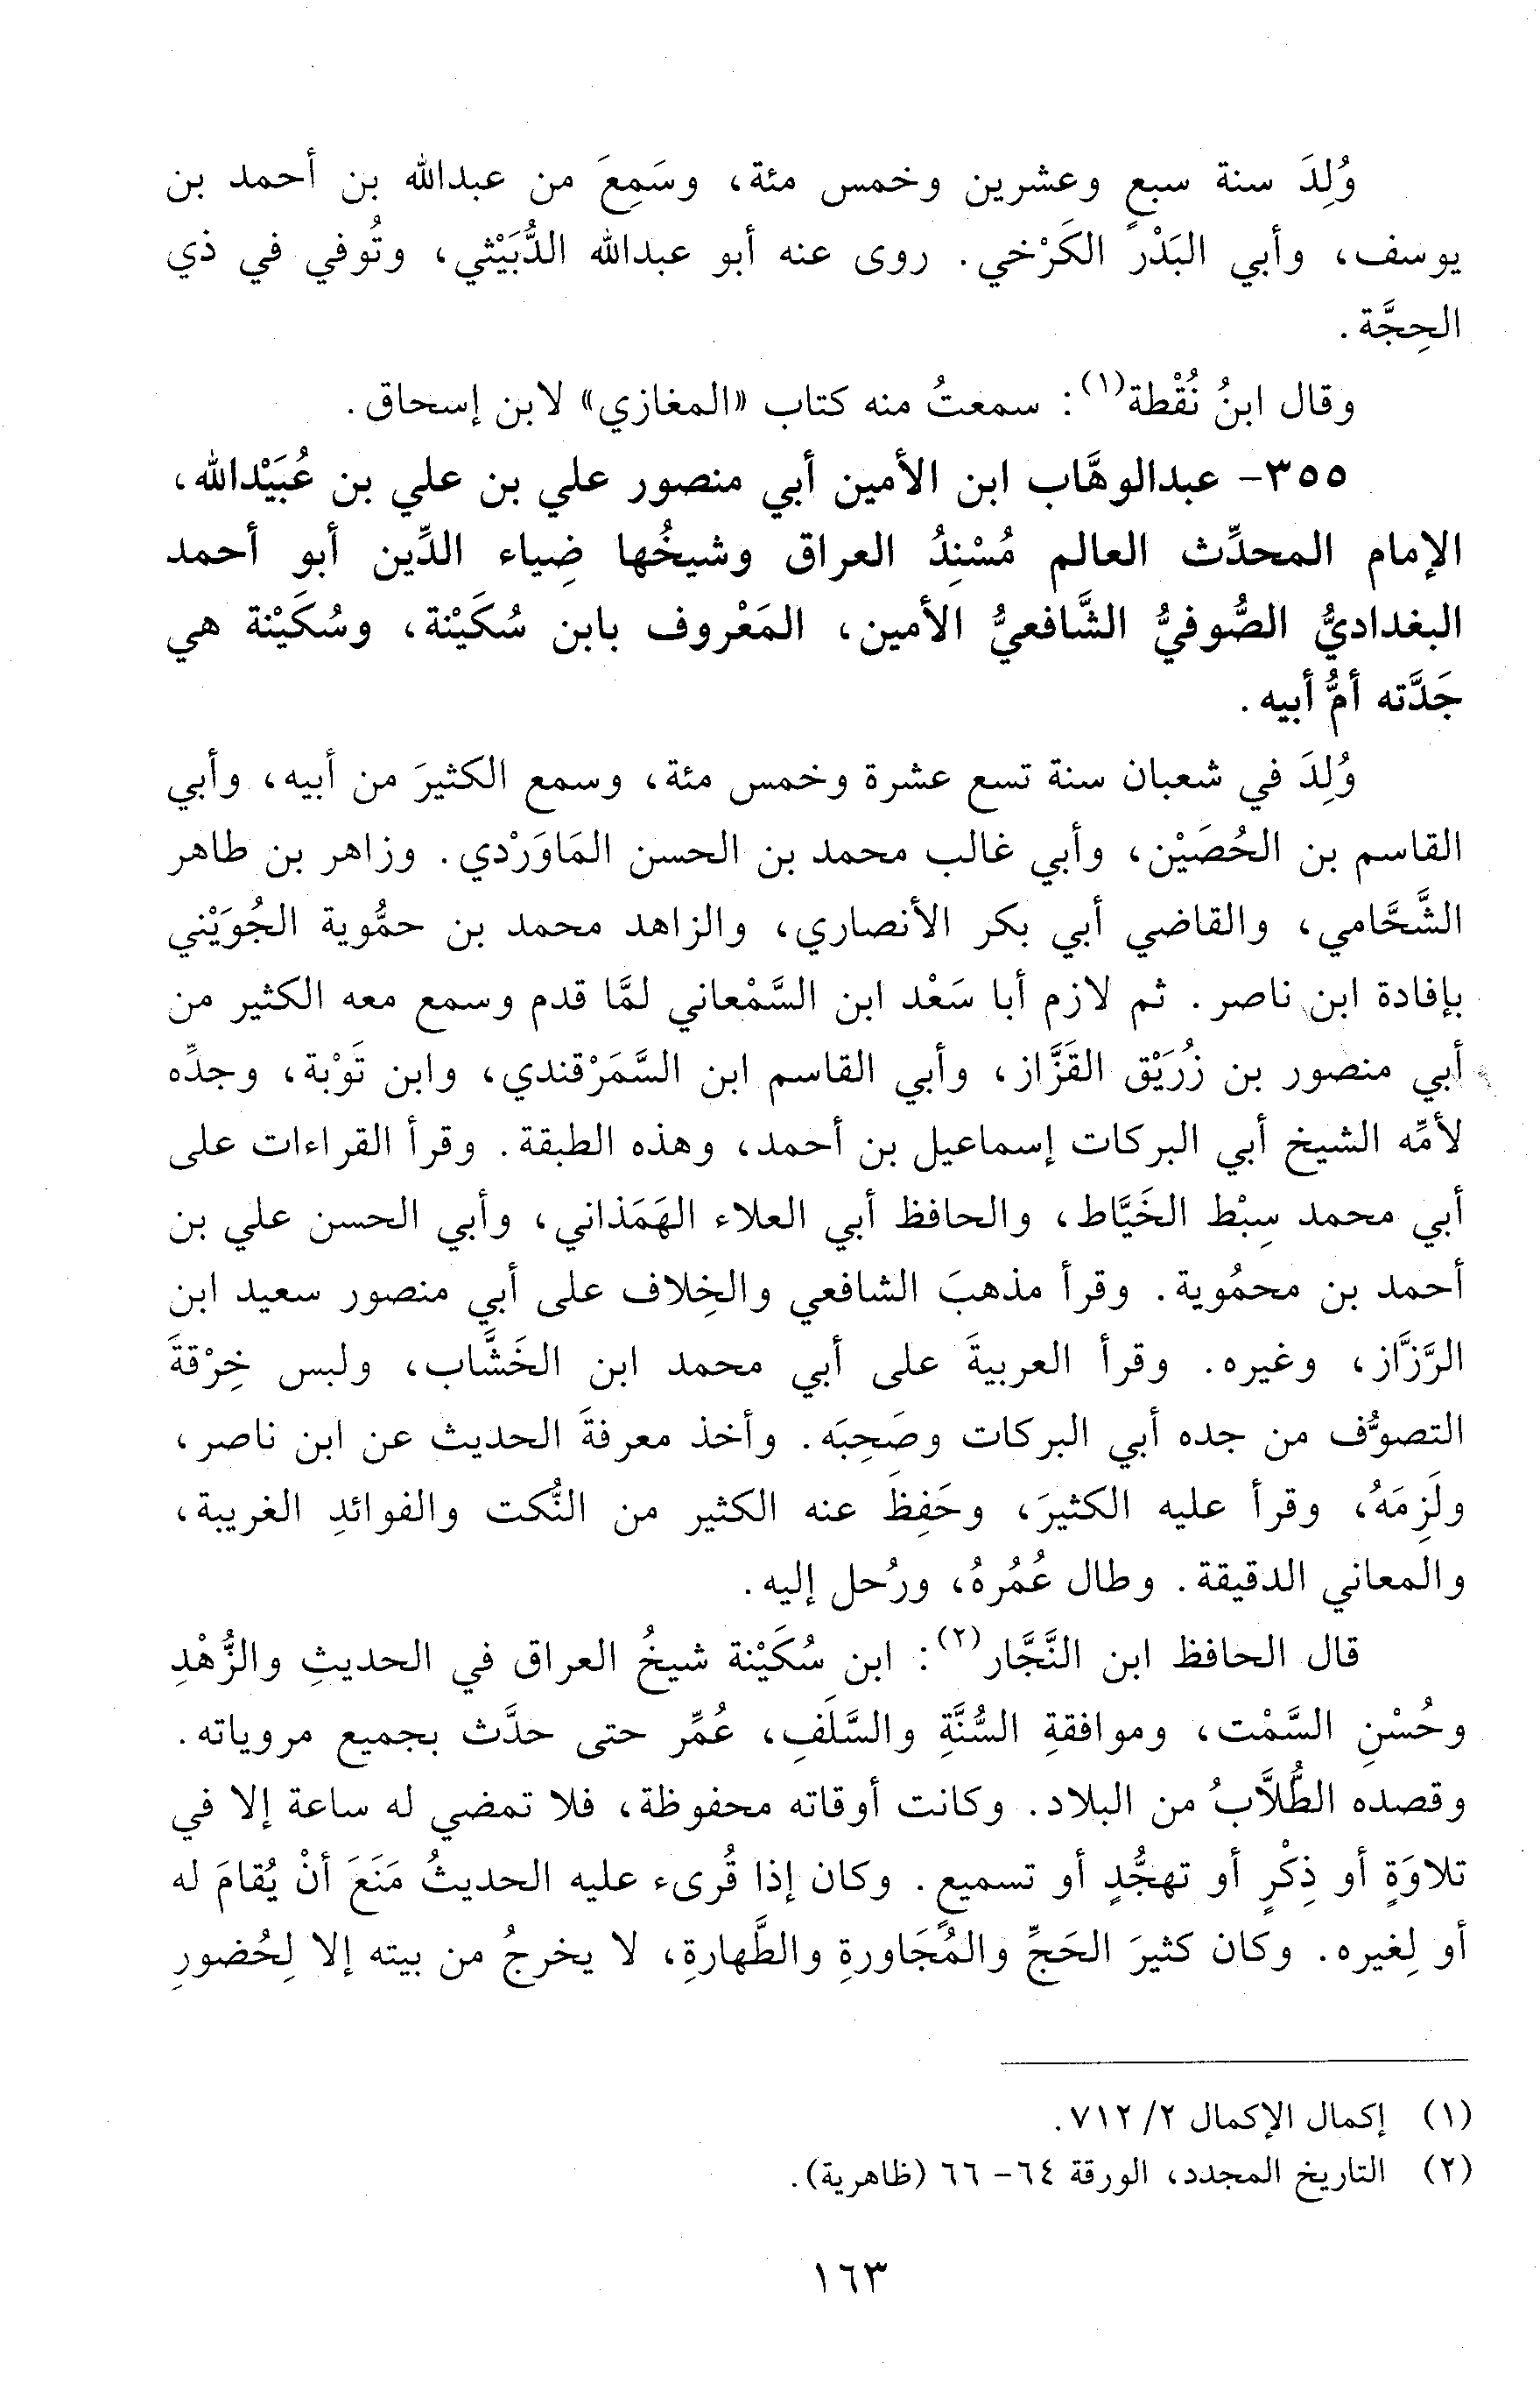 وُلِدَ سنة سبعٍ وعشرين وخمس مئة، وسَمِعَ من عبدالله بن أحمد بن
يوسف، وأبي البَدْر الكَرْخي. روى عنه أبو عبدالله الدُّبَيْثي، وتُوفي في ذي
الحِجَّة.
وقال ابنُ نُقْطة(١): سمعتُ منه كتاب «المغازي» لابن إسحاق.
٣٥٥- عبدالوهَّاب ابن الأمين أبي منصور علي بن علي بن عُبَيْدالله،
الإمام المحدِّث العالم مُسْنِدُ العراق وشيخُها ضِياء الدِّين أبو أحمد
البغداديُّ الصُّوفيُّ الشَّافعيُّ الأمين، المَعْروف بابن سُكَيْنة، وسُكَيْنة هي
جَدَّته أمُّ أبيه.
وُلِدَ في شعبان سنة تسع عشرة وخمس مئة، وسمع الكثيرَ من أبيه، وأبي
القاسم بن الحُصَيْن، وأبي غالب محمد بن الحسن المَاوَرْدي. وزاهر بن طاهر
الشَّحَّامي، والقاضي أبي بكر الأنصاري، والزاهد محمد بن حمُّوية الجُوَيْني
بإفادة ابن ناصر. ثم لازم أبا سَعْد ابن السَّمْعاني لمَّا قدم وسمع معه الكثير من
أبي منصور بن زُرَيْق القَزَّاز، وأبي القاسم ابن السَّمَرْقندي، وابن تَوْبة، وجدِّه
لأمِّه الشيخ أبي البركات إسماعيل بن أحمد، وهذه الطبقة. وقرأ القراءات على
أبي محمد سِبْط الخَيَّاط، والحافظ أبي العلاء الهَمَذاني، وأبي الحسن علي بن
أحمد بن محمُوية. وقرأ مذهبَ الشافعي والخِلاف على أبي منصور سعيد ابن
الرَّزَّاز، وغيره. وقرأ العربيةَ على أبي محمد ابن الخَشَّاب، ولبس خِرْقةَ
التصوُّف من جده أبي البركات وصَحِبَه. وأخذ معرفةَ الحديث عن ابن ناصر،
ولَزِمَهُ، وقرأ عليه الكثيرَ، وحَفِظَ عنه الكثير من النُّكت والفوائدِ الغريبة،
والمعاني الدقيقة. وطال عُمُرهُ، ورُحل إليه.
قال الحافظ ابن النَّجَّار(٢): ابن سُكَيْنة شيخُ العراق في الحديثِ والزُّهْدِ
وحُسْنِ السَّمْت، وموافقةِ السُّنَّةِ والسَّلَفِ، عُمِّر حتى حدَّث بجميع مروياته.
وقصده الطُّلاَّبُ من البلاد. وكانت أوقاته محفوظة، فلا تمضي له ساعة إلا في
تلاوَةٍ أو ذِكْرٍ أو تهجُّدٍ أو تسميعٍ. وكان إذا قُرىء عليه الحديثُ مَنَعَ أنْ يُقامَ له
أو لِغيره. وكان كثيرَ الحَجِّ والمُجَاورةِ والطَّهارةِ، لا يخرجُ من بيته إلا لِحُضورِ
(١) إكمال الإكمال ٢/ ٧١٢.
(٢) التاريخ المجدد، الورقة ٦٤- ٦٦ (ظاهرية).
١٦٣